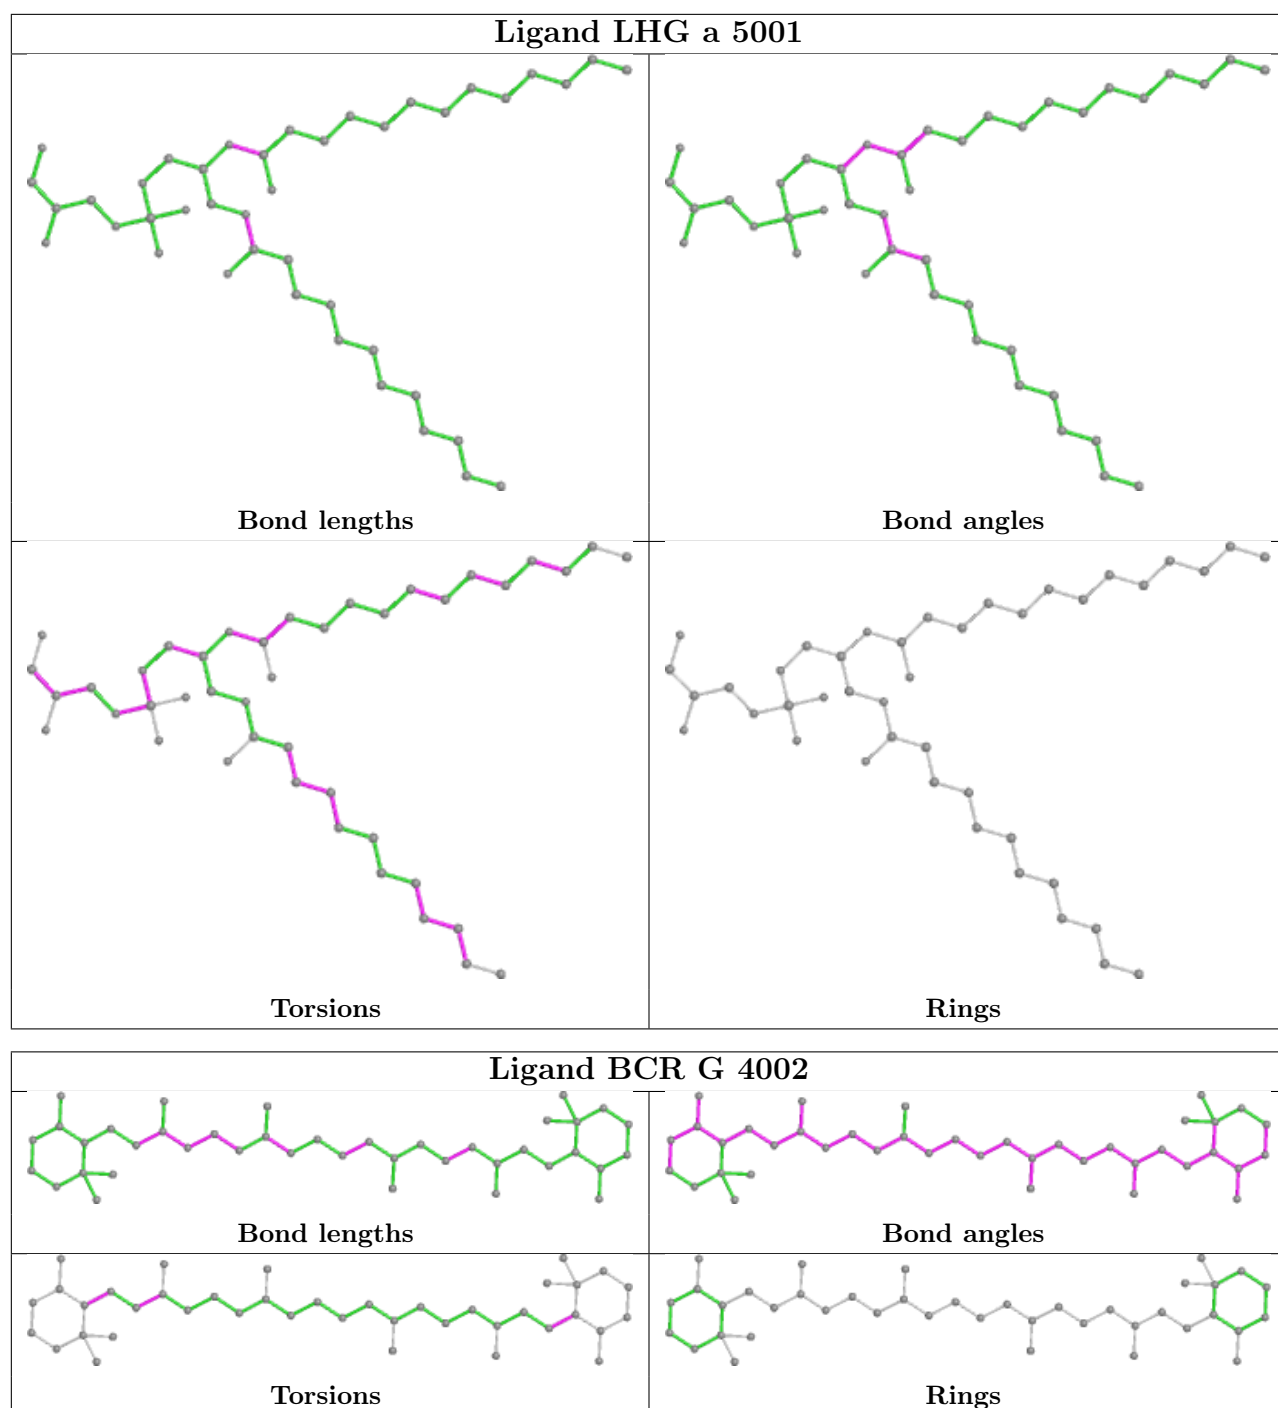 Ligand LHG a 5001
Bond lengths
Bond angles
Torsions
Rings
Ligand BCR G 4002
Bond lengths
Bond angles
Torsions
Rings